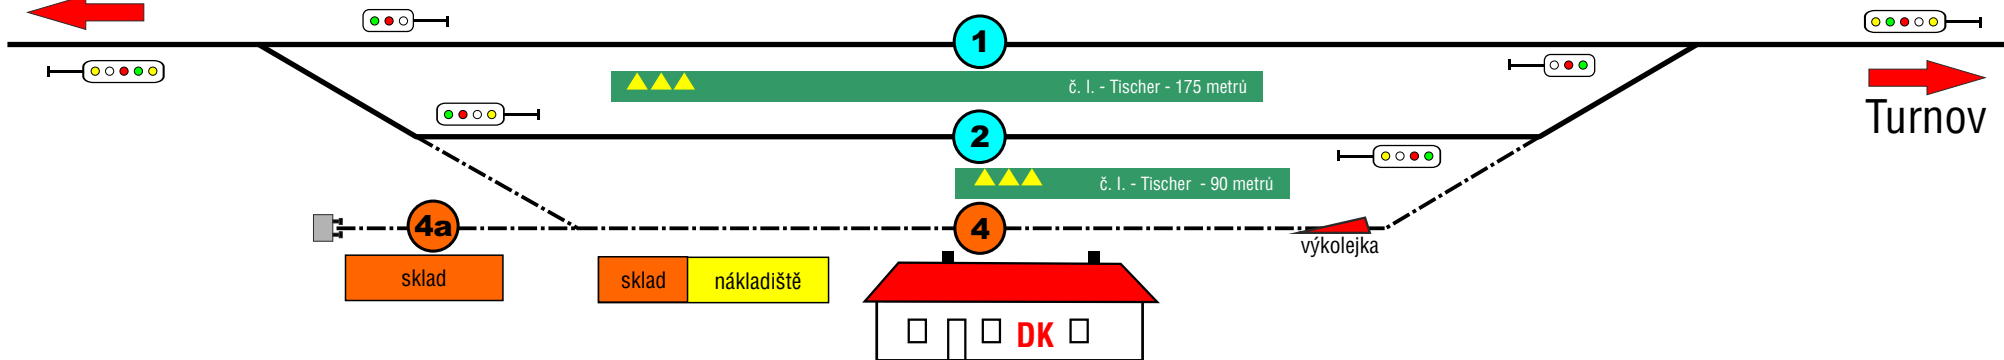 1
č. I. - Tischer - 175 metrů
Turnov
2
č. I. - Tischer - 90 metrů
4a
4
výkolejka
sklad
sklad
nákladiště
DK